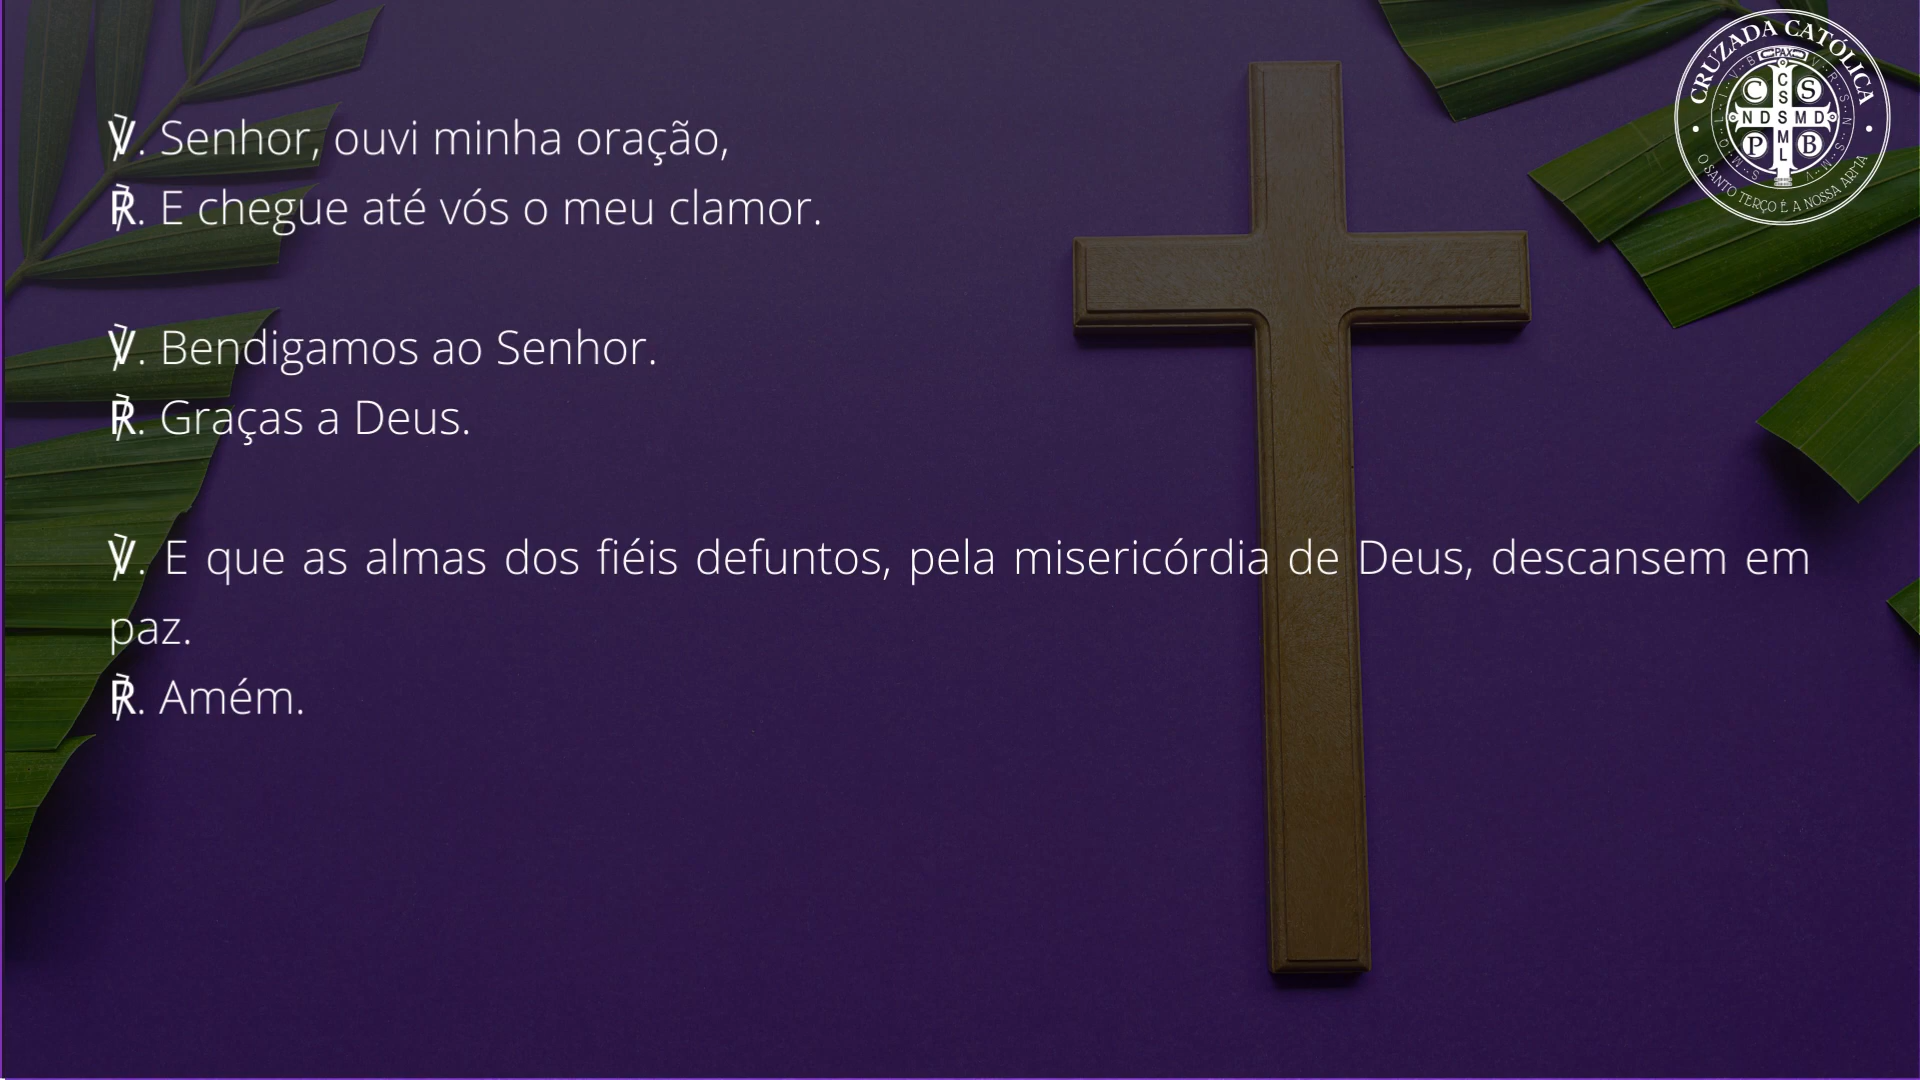 ℣. Senhor, ouvi minha oração,
℟. E chegue até vós o meu clamor.
℣. Bendigamos ao Senhor.
℟. Graças a Deus.
℣. E que as almas dos fiéis defuntos, pela misericórdia de Deus, descansem em
paz.
℟. Amém.
CRUZADA CATÓLICA
PAX
C S
C S S M L
N D S M D
P B
O SANTO TERÇO É A NOSSA ARMA